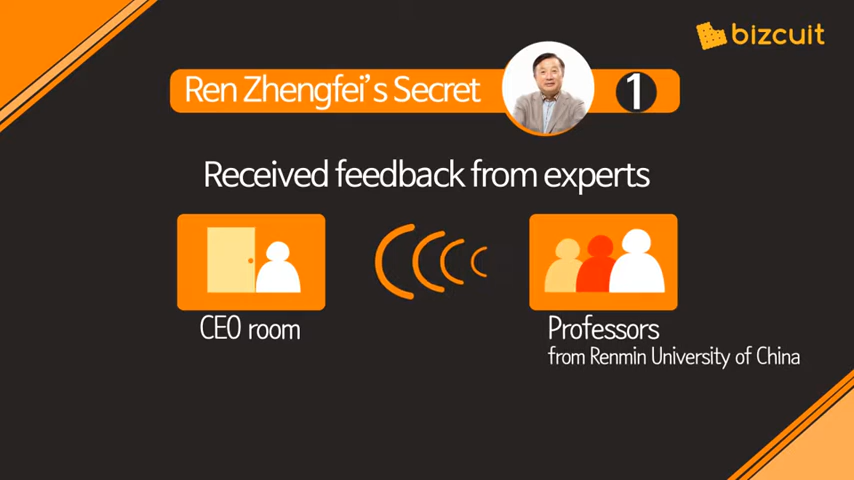 bizcuit
Ren Zhengfei's Secret 1
Received feedback from experts
CEO room
Professors
from Renmin University of China